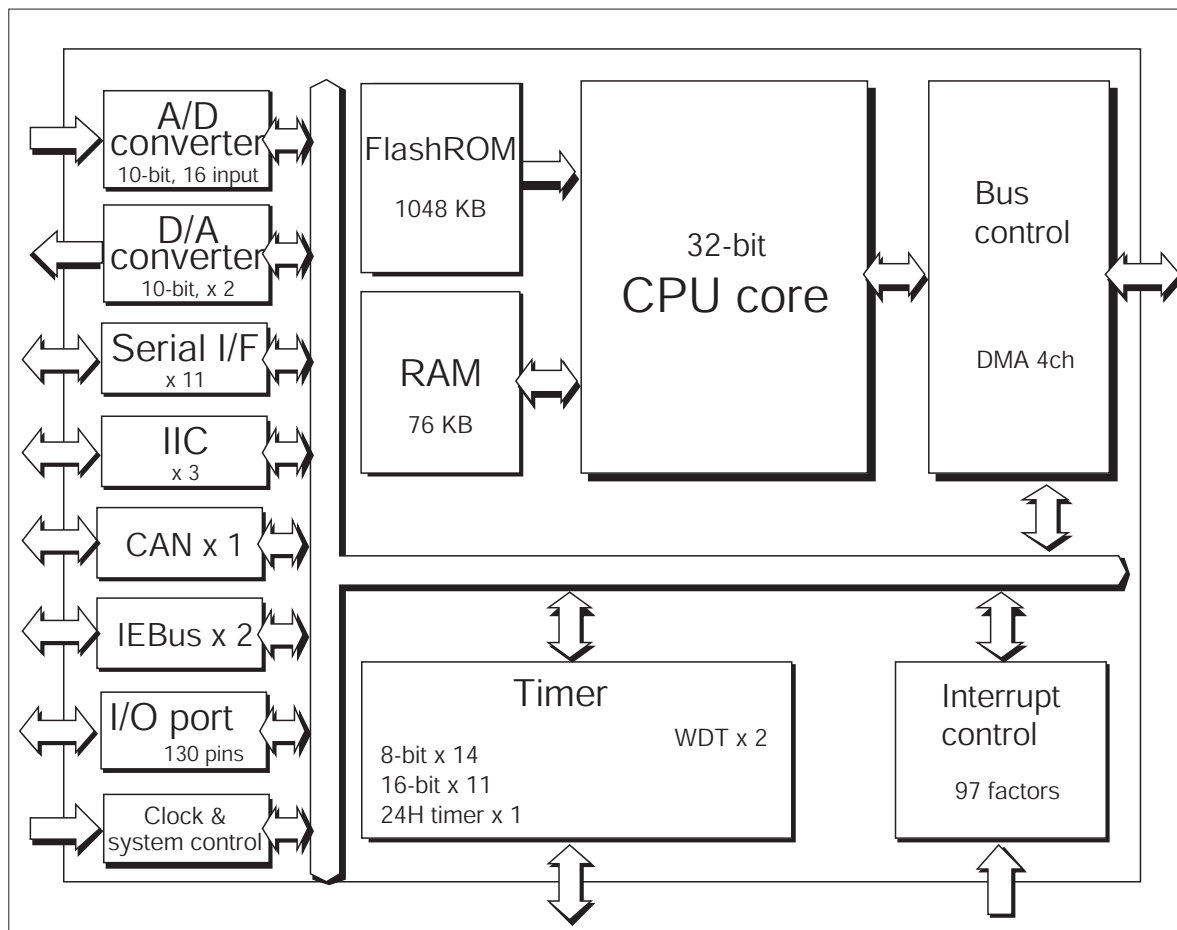 A/D
converter
10-bit, 16 input
D/A
converter
10-bit, x 2
Serial I/F
x 11
IIC
x 3
CAN x 1
IEBus x 2
I/O port
130 pins
Clock &
system control
FlashROM
1048 KB
RAM
76 KB
32-bit
CPU core
Bus
control
DMA 4ch
Timer
WDT x 2
8-bit x 14
16-bit x 11
24H timer x 1
Interrupt
control
97 factors